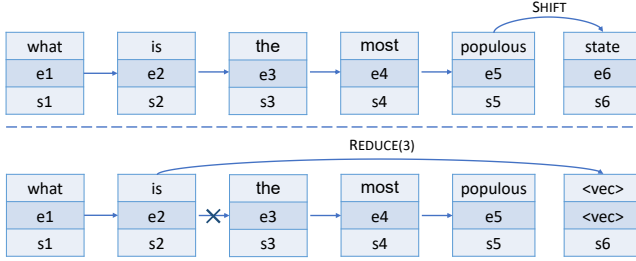 SHIFT
what is the most populous state
e1 e2 e3 e4 e5 e6
s1 s2 s3 s4 s5 s6
REDUCE(3)
what is the most populous <vec>
e1 e2 e3 e4 e5 <vec>
s1 s2 s3 s4 s5 s6